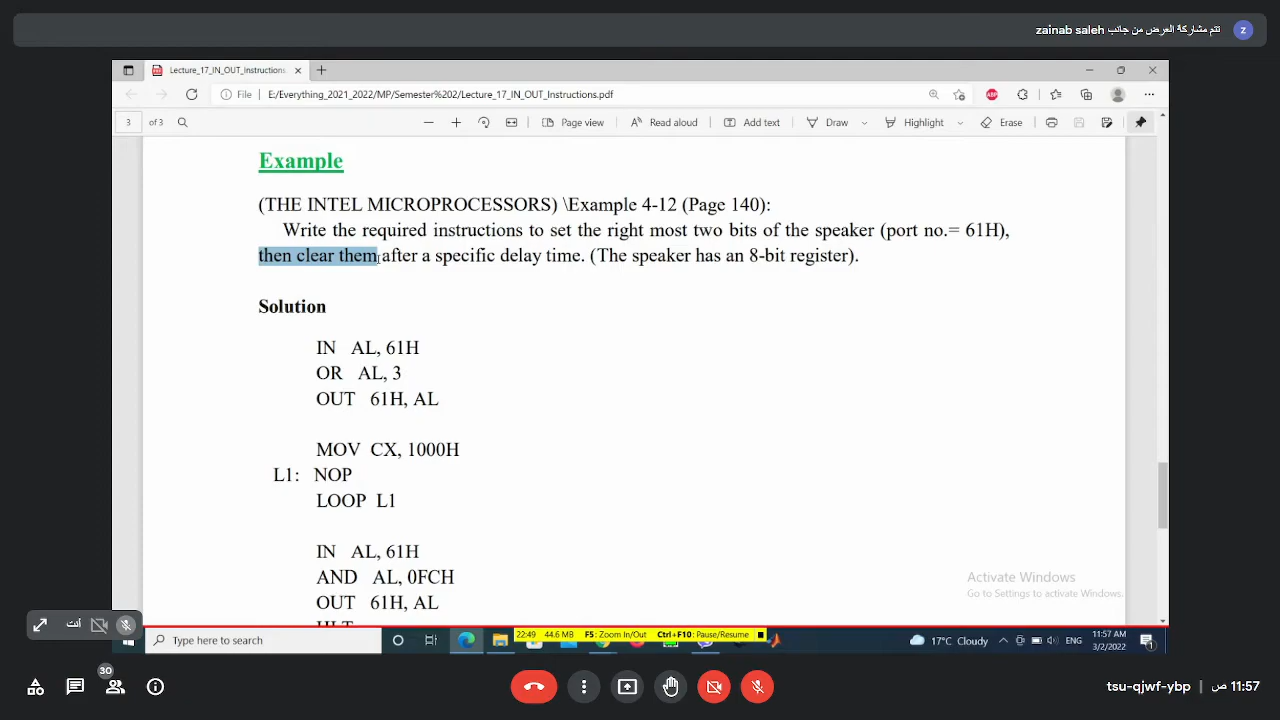 تتم مشاركة العرض من جانب zainab saleh
z
Lecture_17_IN_OUT_Instructions.
File | E:/Everything_2021_2022/MP/Semester%202/Lecture_17_IN_OUT_Instructions.pdf
ABP
3 of 3
Page view
Read aloud
Add text
Draw
Highlight
Erase
Example
(THE INTEL MICROPROCESSORS) \Example 4-12 (Page 140):
Write the required instructions to set the right most two bits of the speaker (port no.= 61H),
then clear them after a specific delay time. (The speaker has an 8-bit register).
Solution
IN AL, 61H
OR AL, 3
OUT 61H, AL
MOV CX, 1000H
L1: NOP
LOOP L1
IN AL, 61H
AND AL, 0FCH
OUT 61H, AL
HLT
Activate Windows
Go to Settings to activate Windows.
أنت
Type here to search
22:49 44.6 MB F5: Zoom In/Out Ctrl+F10: Pause/Resume
17°C Cloudy
ENG
11:57 AM
3/2/2022
1
30
tsu-qjwf-ybp | 11:57 ص